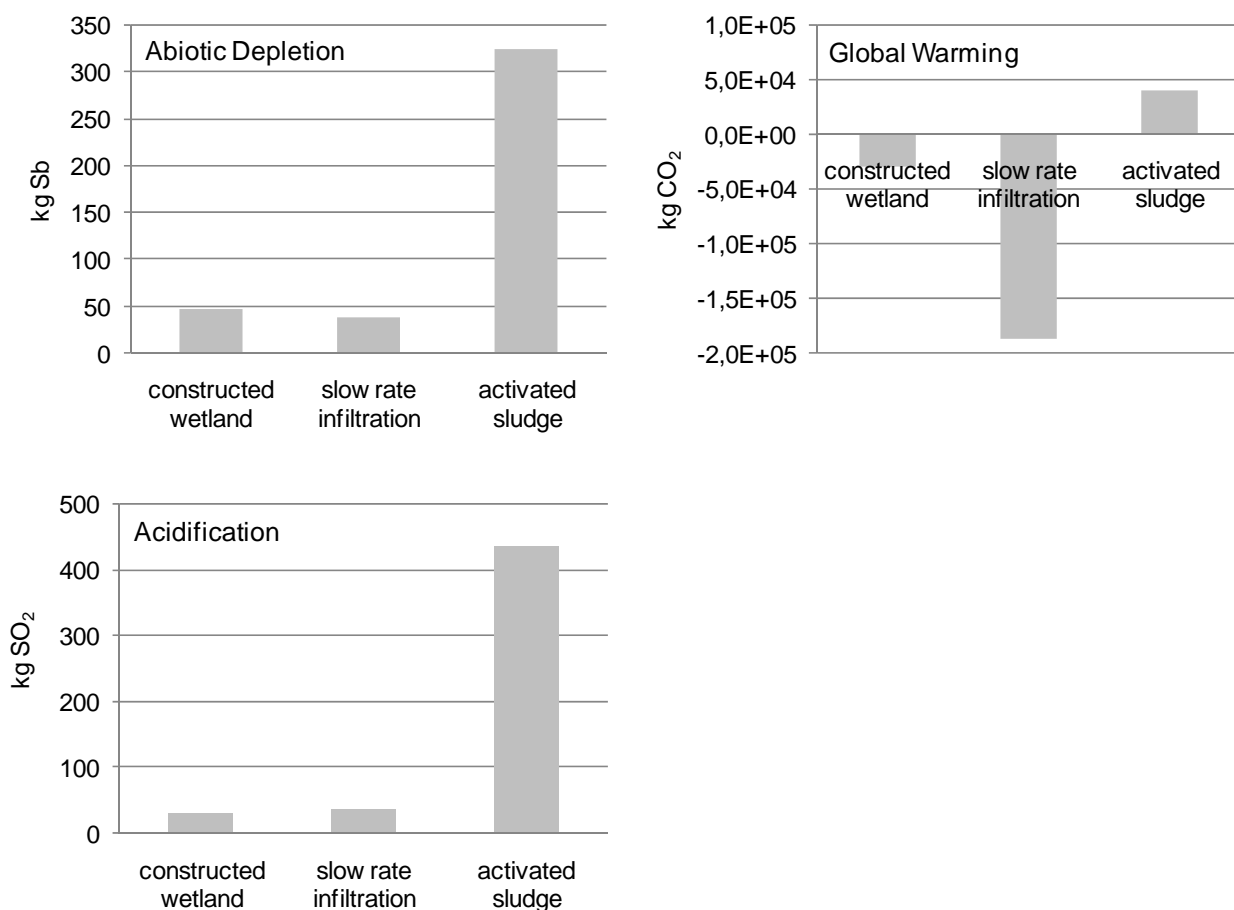 Abiotic Depletion
kg Sb
350
300
250
200
150
100
50
0
constructed
wetland
slow rate
infiltration
activated
sludge
Global Warming
kg CO₂
1,0E+05
5,0E+04
0,0E+00
-5,0E+04
-1,0E+05
-1,5E+05
-2,0E+05
constructed
wetland
slow rate
infiltration
activated
sludge
Acidification
kg SO₂
500
400
300
200
100
0
constructed
wetland
slow rate
infiltration
activated
sludge